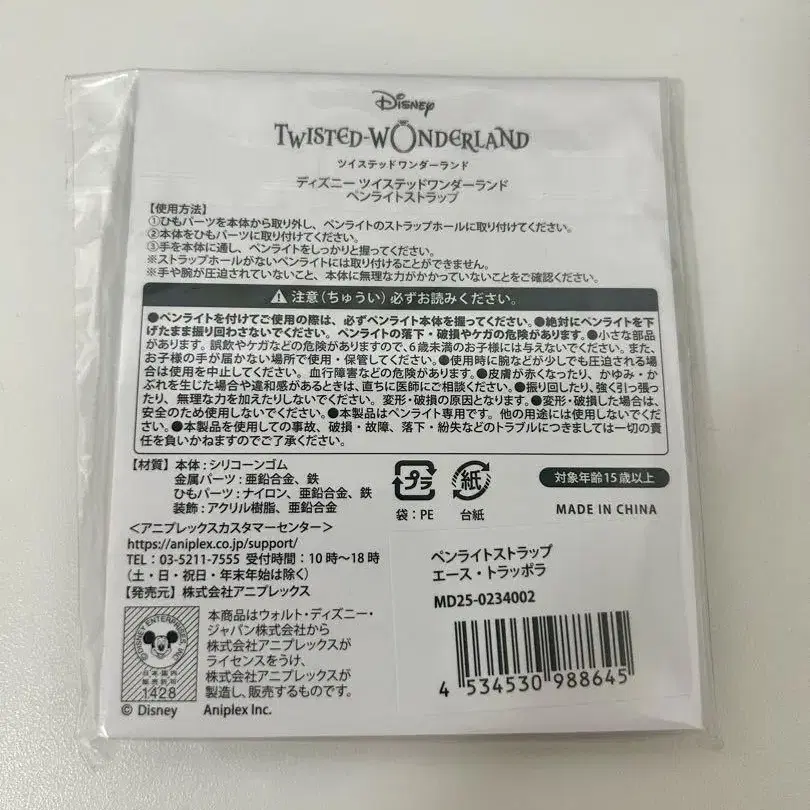 Disney
TWISTED-WONDERLAND
ツイステッドワンダーランド
ディズニー ツイステッドワンダーランド
ペンライトストラップ
【使用方法】
①ひもパーツを本体から取り外し、ペンライトのストラップホールに取り付けてください。
②本体をひもパーツに取り付けてください。
③手を本体に通し、ペンライトをしっかりと握ってください。
※ストラップホールがないペンライトには取り付けることができません。
※手や腕が圧迫されていないこと、本体に無理な力がかかっていないことをご確認ください。
⚠ 注意(ちゅうい)必ずお読みください。
●ペンライトを付けてご使用の際は、必ずペンライト本体を握ってください。●絶対にペンライトを下
げたまま振り回さないでください。ペンライトの落下・破損やケガの危険があります。●小さな部品
があります。誤飲やケガなどの危険がありますので、6歳未満のお子様には与えないでください。また、
お子様の手が届かない場所で使用・保管してください。●使用時に腕などが少しでも圧迫される場合
は使用を中止してください。血行障害などの危険があります。●皮膚が赤くなったり、かゆみ・か
ぶれを生じた場合や違和感があるときは、直ちに医師にご相談ください。●振り回したり、強く引っ張っ
たり、無理な力を加えたりしないでください。変形・破損の原因となります。●変形・破損した場合は、
安全のため使用しないでください。●本製品はペンライト専用です。他の用途には使用しないでくだ
さい。●本製品を使用しての事故、破損・故障、落下・紛失などのトラブルにつきましては一切の責
任を負いかねますのでご了承ください。
【材質】本体:シリコーンゴム
金属パーツ:亜鉛合金、鉄
ひもパーツ:ナイロン、亜鉛合金、鉄
装飾:アクリル樹脂、亜鉛合金
プラ
袋:PE
紙
台紙
対象年齢15歳以上
MADE IN CHINA
<アニプレックスカスタマーセンター>
https://aniplex.co.jp/support/
TEL:03-5211-7555 受付時間:10時～18時
(土・日・祝日・年末年始は除く)
【発売元】株式会社アニプレックス
ペンライトストラップ
エース・トラッポラ
MD25-0234002
4 534530 988645
DISNEY ENTERPRISES, INC.
日本国内
販売許諾
1428
本商品はウォルト・ディズニー・
ジャパン株式会社から
株式会社アニプレックスが
ライセンスをうけ、
株式会社アニプレックスが
製造し、販売するものです。
© Disney Aniplex Inc.